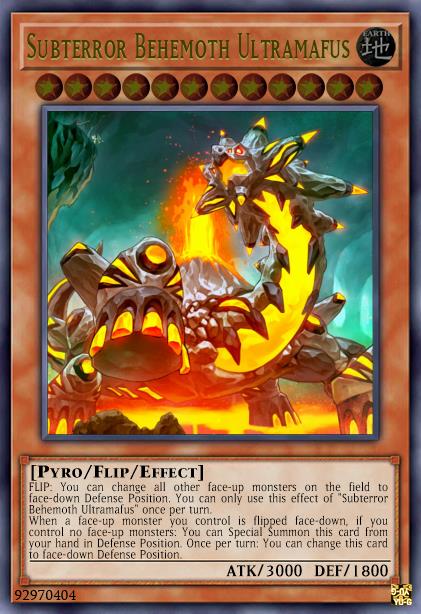 Subterror Behemoth Ultramafus
EARTH
地
[Pyro/Flip/Effect]
FLIP: You can change all other face-up monsters on the field to
face-down Defense Position. You can only use this effect of "Subterror
Behemoth Ultramafus" once per turn.
When a face-up monster you control is flipped face-down, if you
control no face-up monsters: You can Special Summon this card from
your hand in Defense Position. Once per turn: You can change this card
to face-down Defense Position.
ATK/3000 DEF/1800
92970404